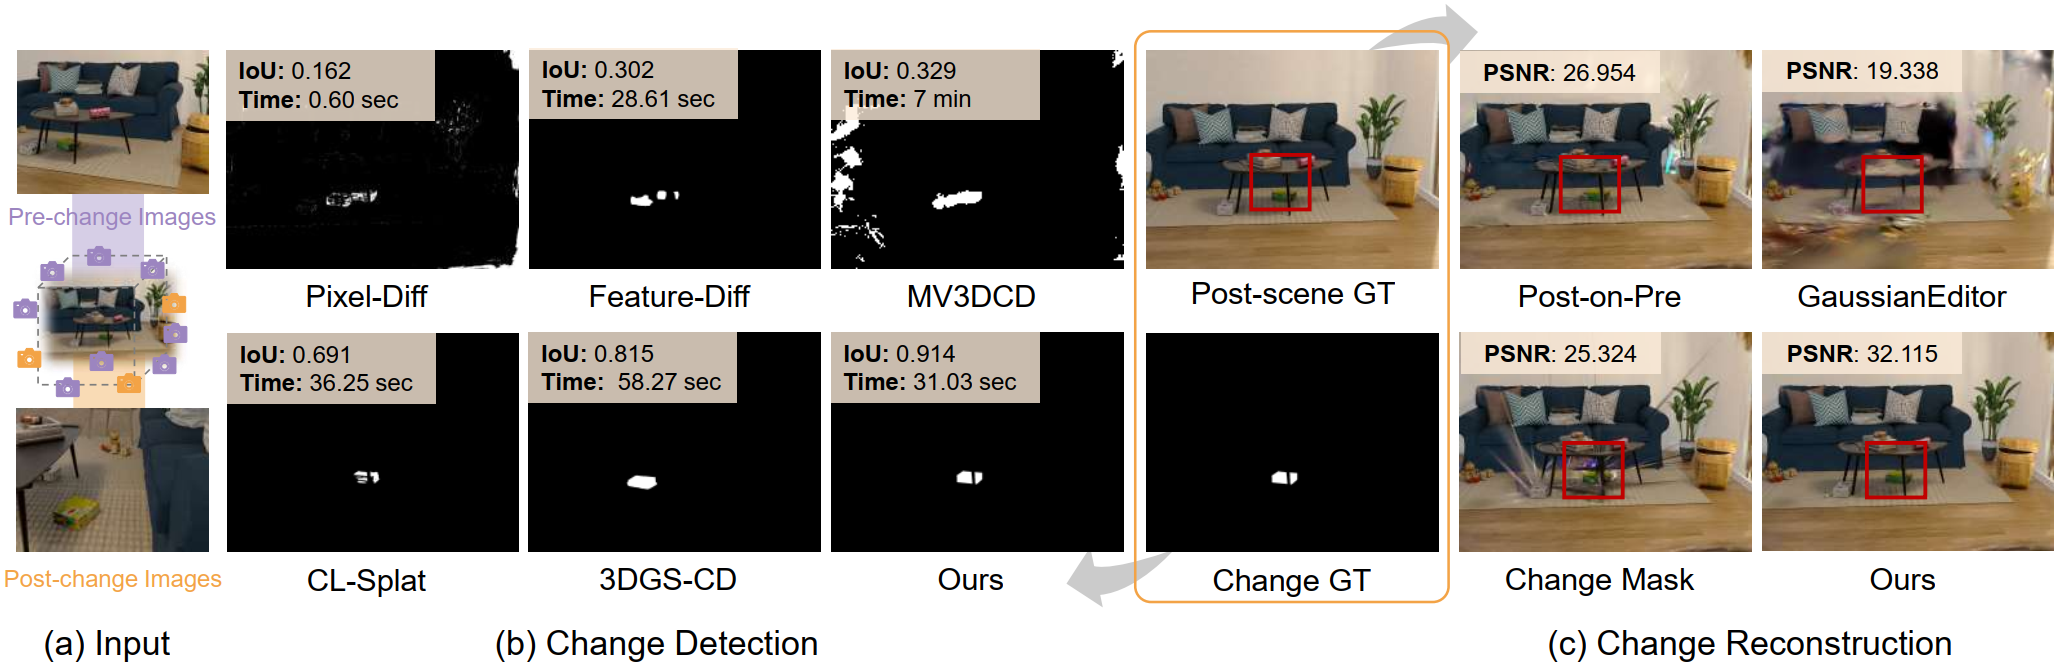 Pre-change Images
Post-change Images
(a) Input
IoU: 0.162
Time: 0.60 sec
Pixel-Diff
IoU: 0.302
Time: 28.61 sec
Feature-Diff
IoU: 0.329
Time: 7 min
MV3DCD
IoU: 0.691
Time: 36.25 sec
CL-Splat
IoU: 0.815
Time: 58.27 sec
3DGS-CD
IoU: 0.914
Time: 31.03 sec
Ours
(b) Change Detection
Post-scene GT
Change GT
PSNR: 26.954
Post-on-Pre
PSNR: 19.338
GaussianEditor
PSNR: 25.324
Change Mask
PSNR: 32.115
Ours
(c) Change Reconstruction